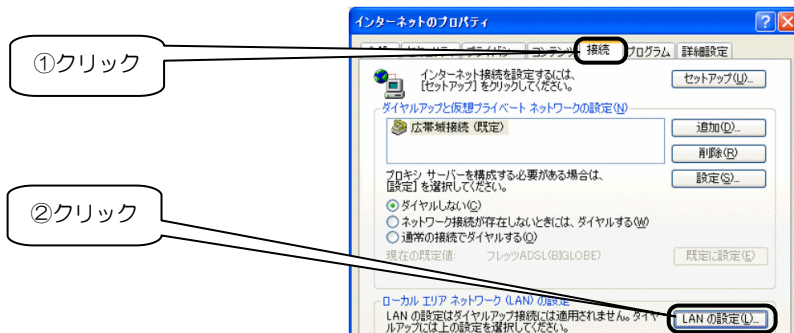 インターネットのプロパティ
①クリック
接続
プログラム
詳細設定
インターネット接続を設定するには、
[セットアップ] をクリックしてください。
セットアップ(U)...
ダイヤルアップと仮想プライベート ネットワークの設定(N)
広帯域接続 (既定)
追加(D)...
削除(R)
プロキシ サーバーを構成する必要がある場合は、
[設定] を選択してください。
設定(S)...
②クリック
ダイヤルしない(C)
ネットワーク接続が存在しないときには、ダイヤルする(W)
通常の接続でダイヤルする(O)
現在の既定値:
フレッツADSL(BIGLOBE)
既定に設定(E)
ローカル エリア ネットワーク (LAN) の設定
LAN の設定はダイヤルアップ接続には適用されません。ダイヤ
ルアップには上の設定を選択してください。
LAN の設定(L)...